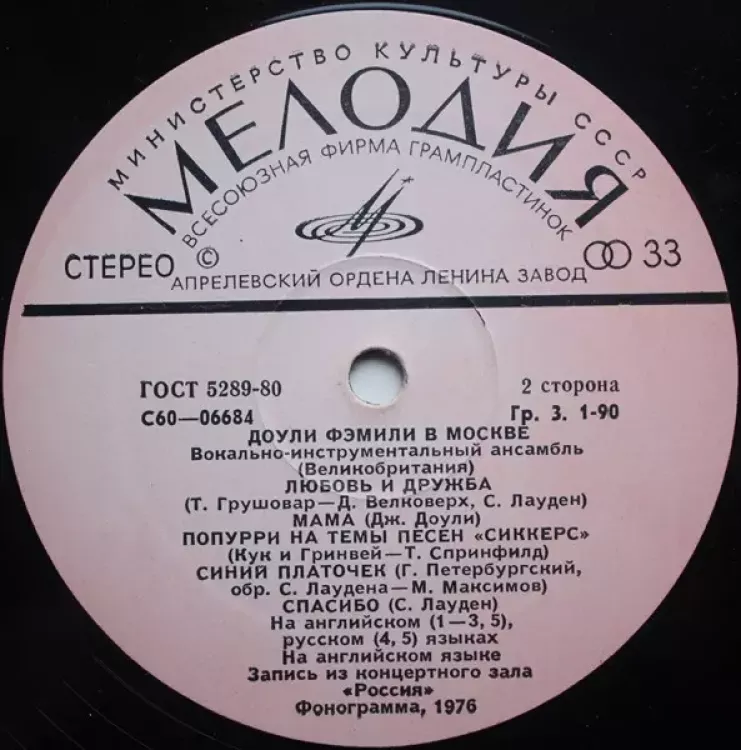 МИНИСТЕРСТВО КУЛЬТУРЫ СССР
МЕЛОДИЯ
ВСЕСОЮЗНАЯ ФИРМА ГРАМПЛАСТИНОК
СТЕРЕО © 33
АПРЕЛЕВСКИЙ ОРДЕНА ЛЕНИНА ЗАВОД
ГОСТ 5289-80 2 сторона
С60—06684 Гр. 3. 1-90
ДОУЛИ ФЭМИЛИ В МОСКВЕ
Вокально-инструментальный ансамбль
(Великобритания)
ЛЮБОВЬ И ДРУЖБА
(Т. Грушовар—Д. Велковерх, С. Лауден)
МАМА (Дж. Доули)
ПОПУРРИ НА ТЕМЫ ПЕСЕН «СИККЕРС»
(Кук и Гринвей—Т. Спринфилд)
СИНИЙ ПЛАТОЧЕК (Г. Петербургский,
обр. С. Лаудена—М. Максимов)
СПАСИБО (С. Лауден)
На английском (1—3, 5),
русском (4, 5) языках
На английском языке
Запись из концертного зала
«Россия»
Фонограмма, 1976